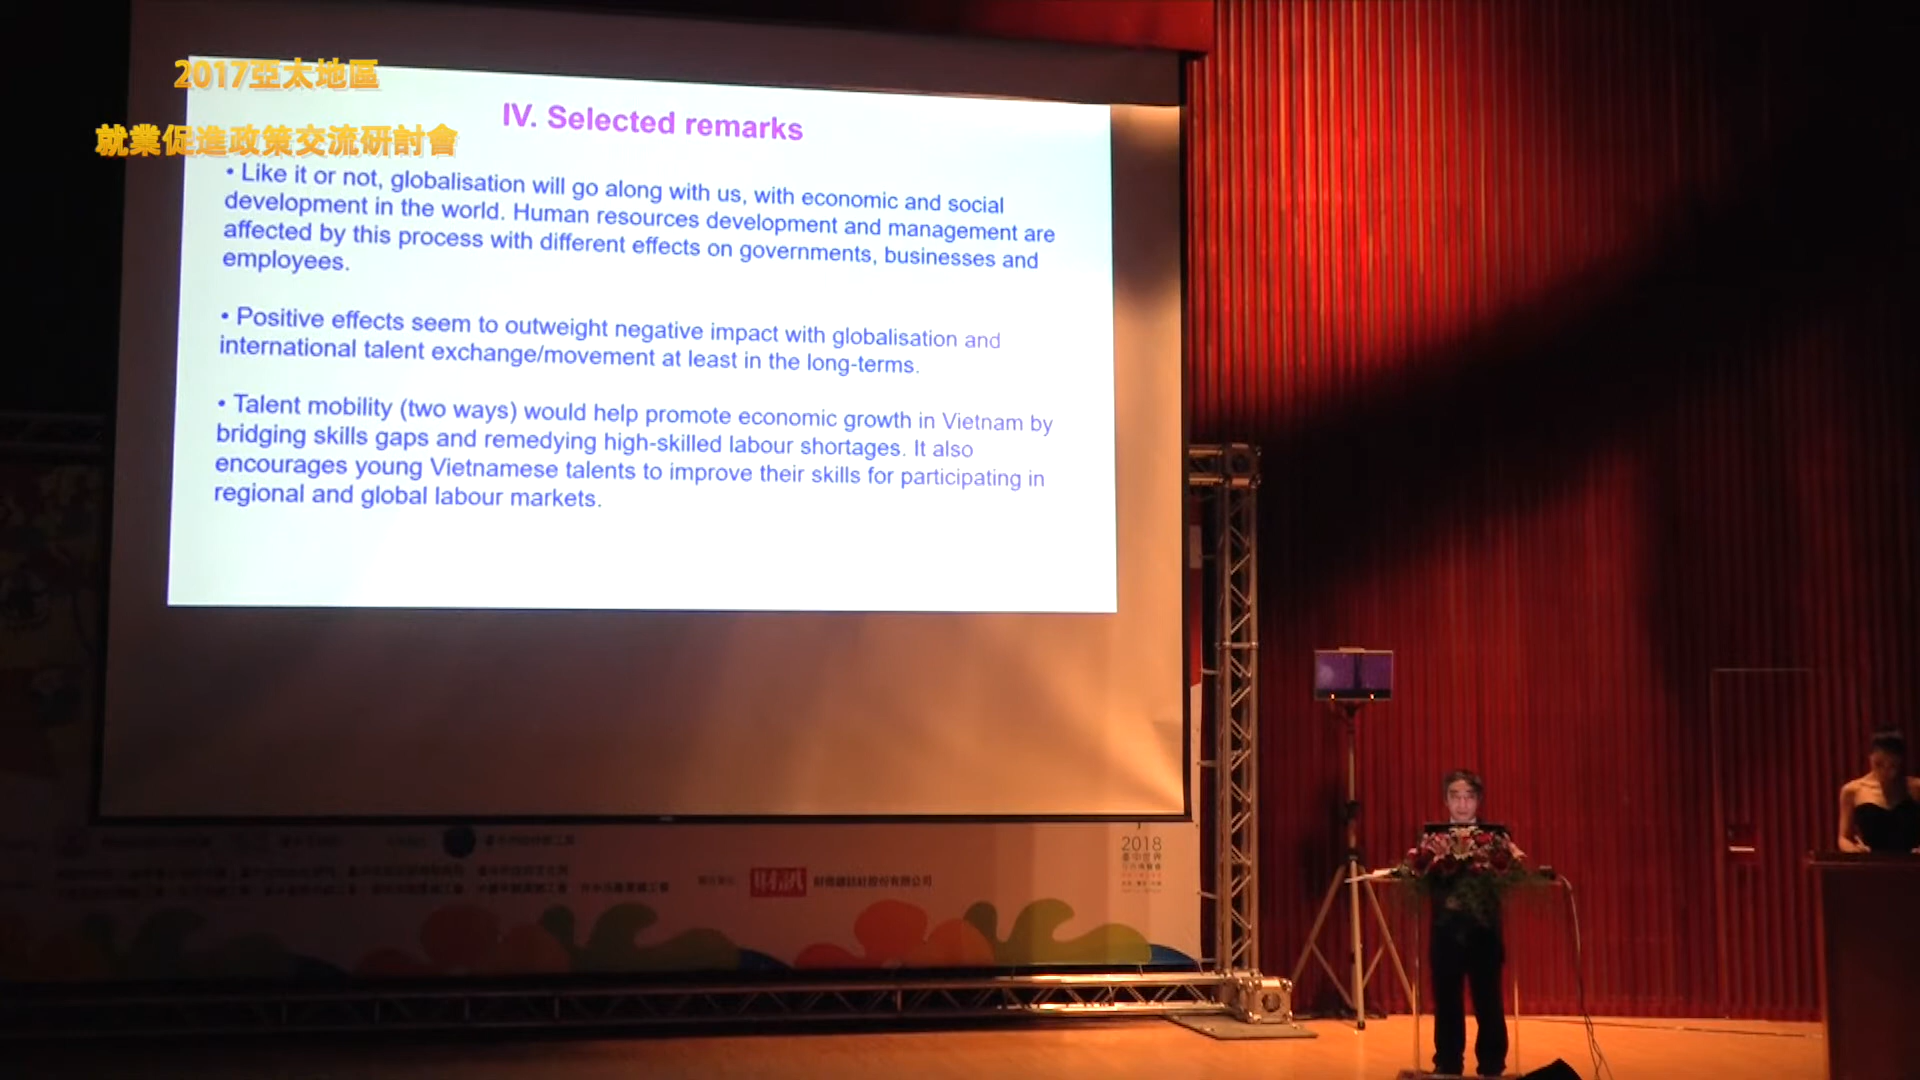 2017亞太地區
就業促進政策交流研討會
IV. Selected remarks
• Like it or not, globalisation will go along with us, with economic and social
development in the world. Human resources development and management are
affected by this process with different effects on governments, businesses and
employees.
• Positive effects seem to outweight negative impact with globalisation and
international talent exchange/movement at least in the long-terms.
• Talent mobility (two ways) would help promote economic growth in Vietnam by
bridging skills gaps and remedying high-skilled labour shortages. It also
encourages young Vietnamese talents to improve their skills for participating in
regional and global labour markets.
2018
臺中世界
財訊